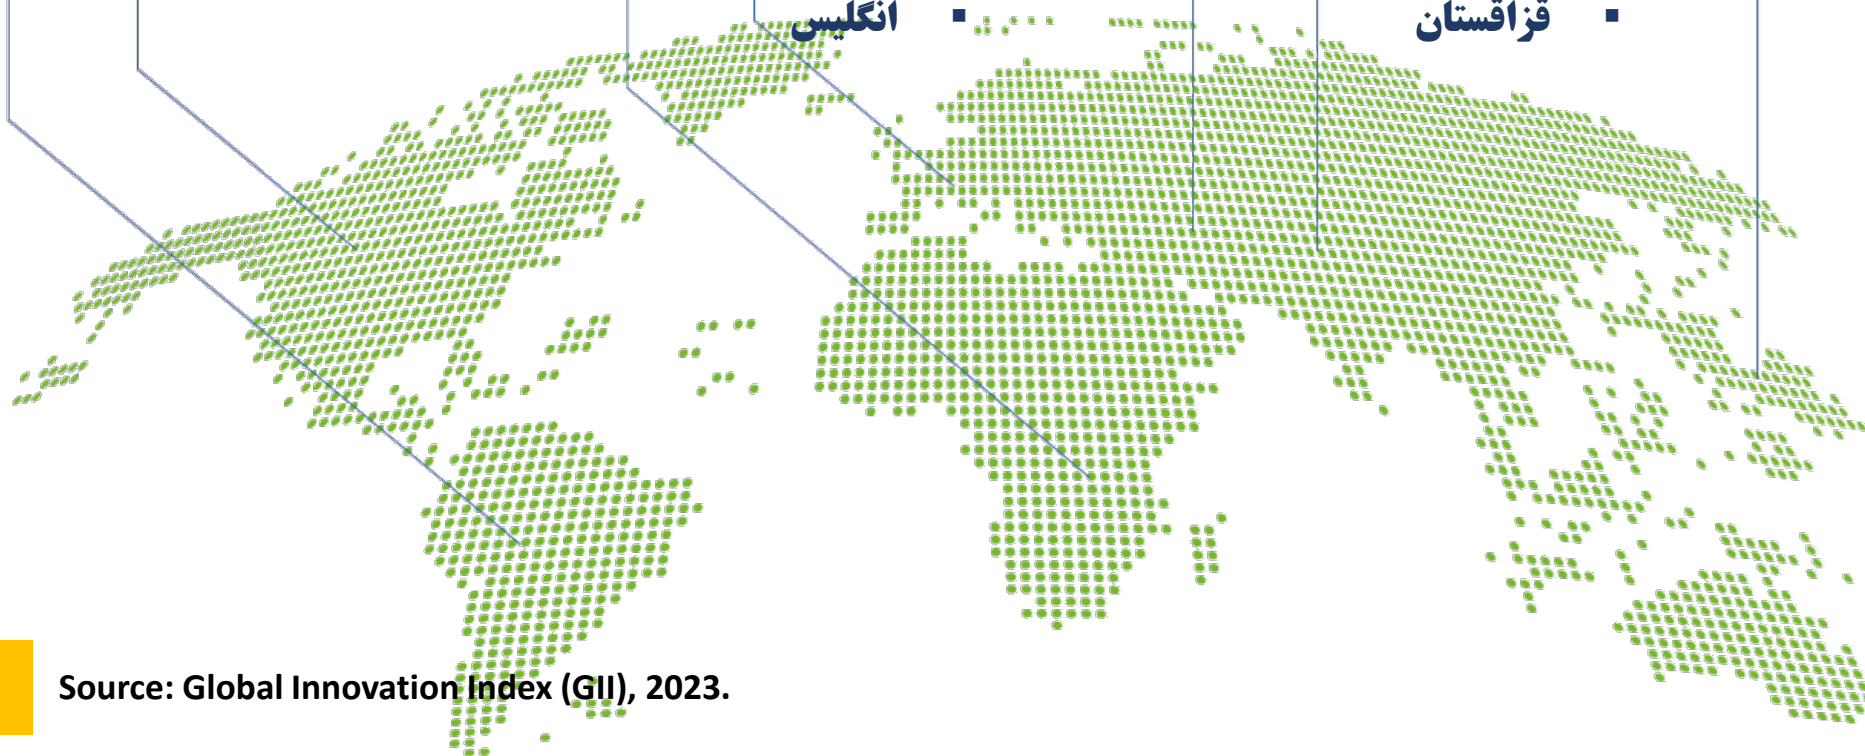 ▪ قزاقستان
▪ انگلیس
Source: Global Innovation Index (GII), 2023.